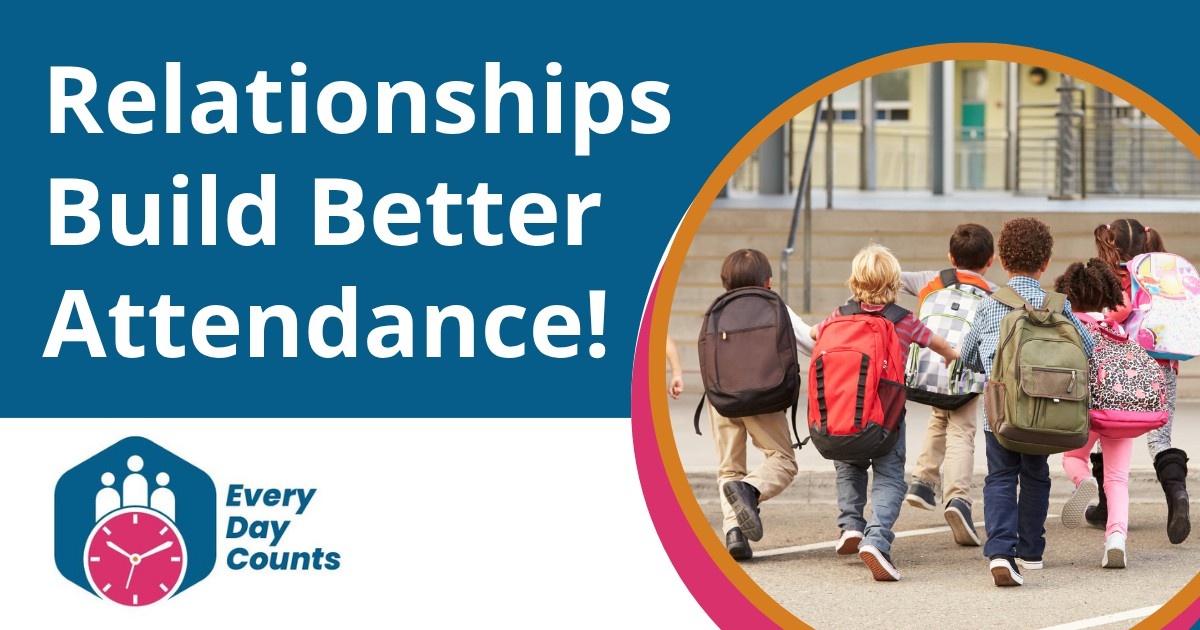 Relationships
Build Better
Attendance!
Every
Day
Counts